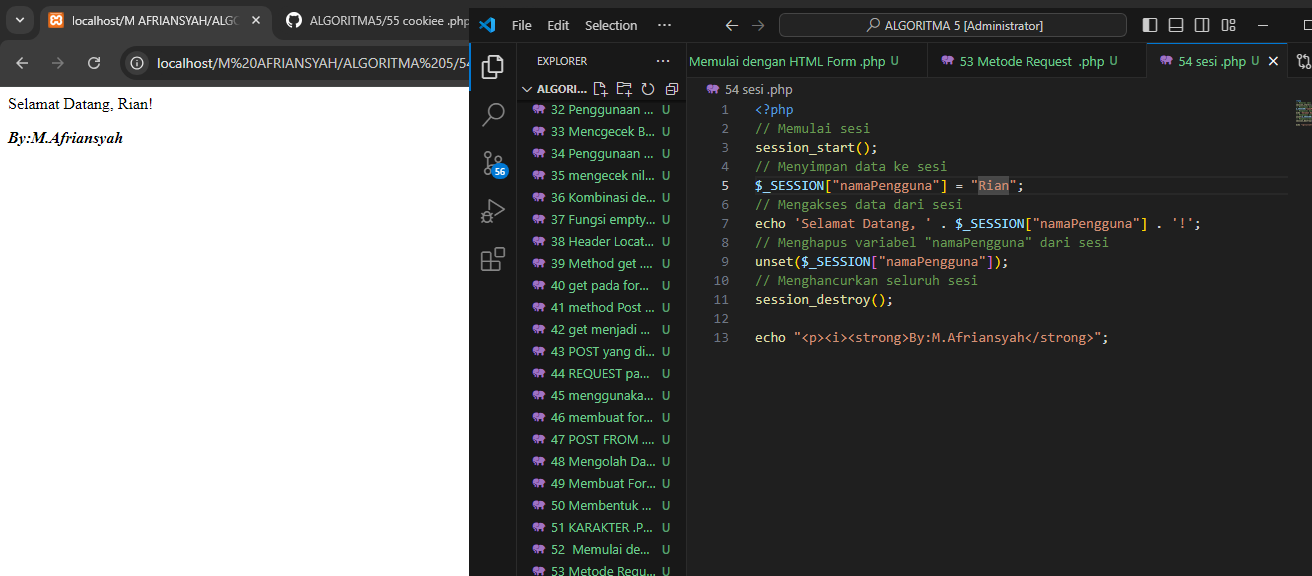 localhost/M AFRIANSYAH/ALGO
ALGORITMA5/55 cookiee .php
localhost/M%20AFRIANSYAH/ALGORITMA%205/54
Selamat Datang, Rian!
By:M.Afriansyah
File Edit Selection ···
ALGORITMA 5 [Administrator]
EXPLORER ···
ALGORI...
32 Penggunaan ... U
33 Mencgecek B... U
34 Penggunaan ... U
35 mengecek nil... U
36 Kombinasi de... U
37 Fungsi empty... U
38 Header Locat... U
39 Method get .... U
40 get pada for... U
41 method Post ... U
42 get menjadi ... U
43 POST yang di... U
44 REQUEST pa... U
45 menggunaka... U
46 membuat for... U
47 POST FROM .... U
48 Mengolah Da... U
49 Membuat For... U
50 Membentuk ... U
51 KARAKTER .P... U
52 Memulai de... U
53 Metode Requ... U
56
Memulai dengan HTML Form .php U
53 Metode Request .php U
54 sesi .php U
54 sesi .php
1 <?php
2 // Memulai sesi
3 session_start();
4 // Menyimpan data ke sesi
5 $_SESSION["namaPengguna"] = "Rian";
6 // Mengakses data dari sesi
7 echo 'Selamat Datang, ' . $_SESSION["namaPengguna"] . '!';
8 // Menghapus variabel "namaPengguna" dari sesi
9 unset($_SESSION["namaPengguna"]);
10 // Menghancurkan seluruh sesi
11 session_destroy();
12
13 echo "<p><i><strong>By:M.Afriansyah</strong>";